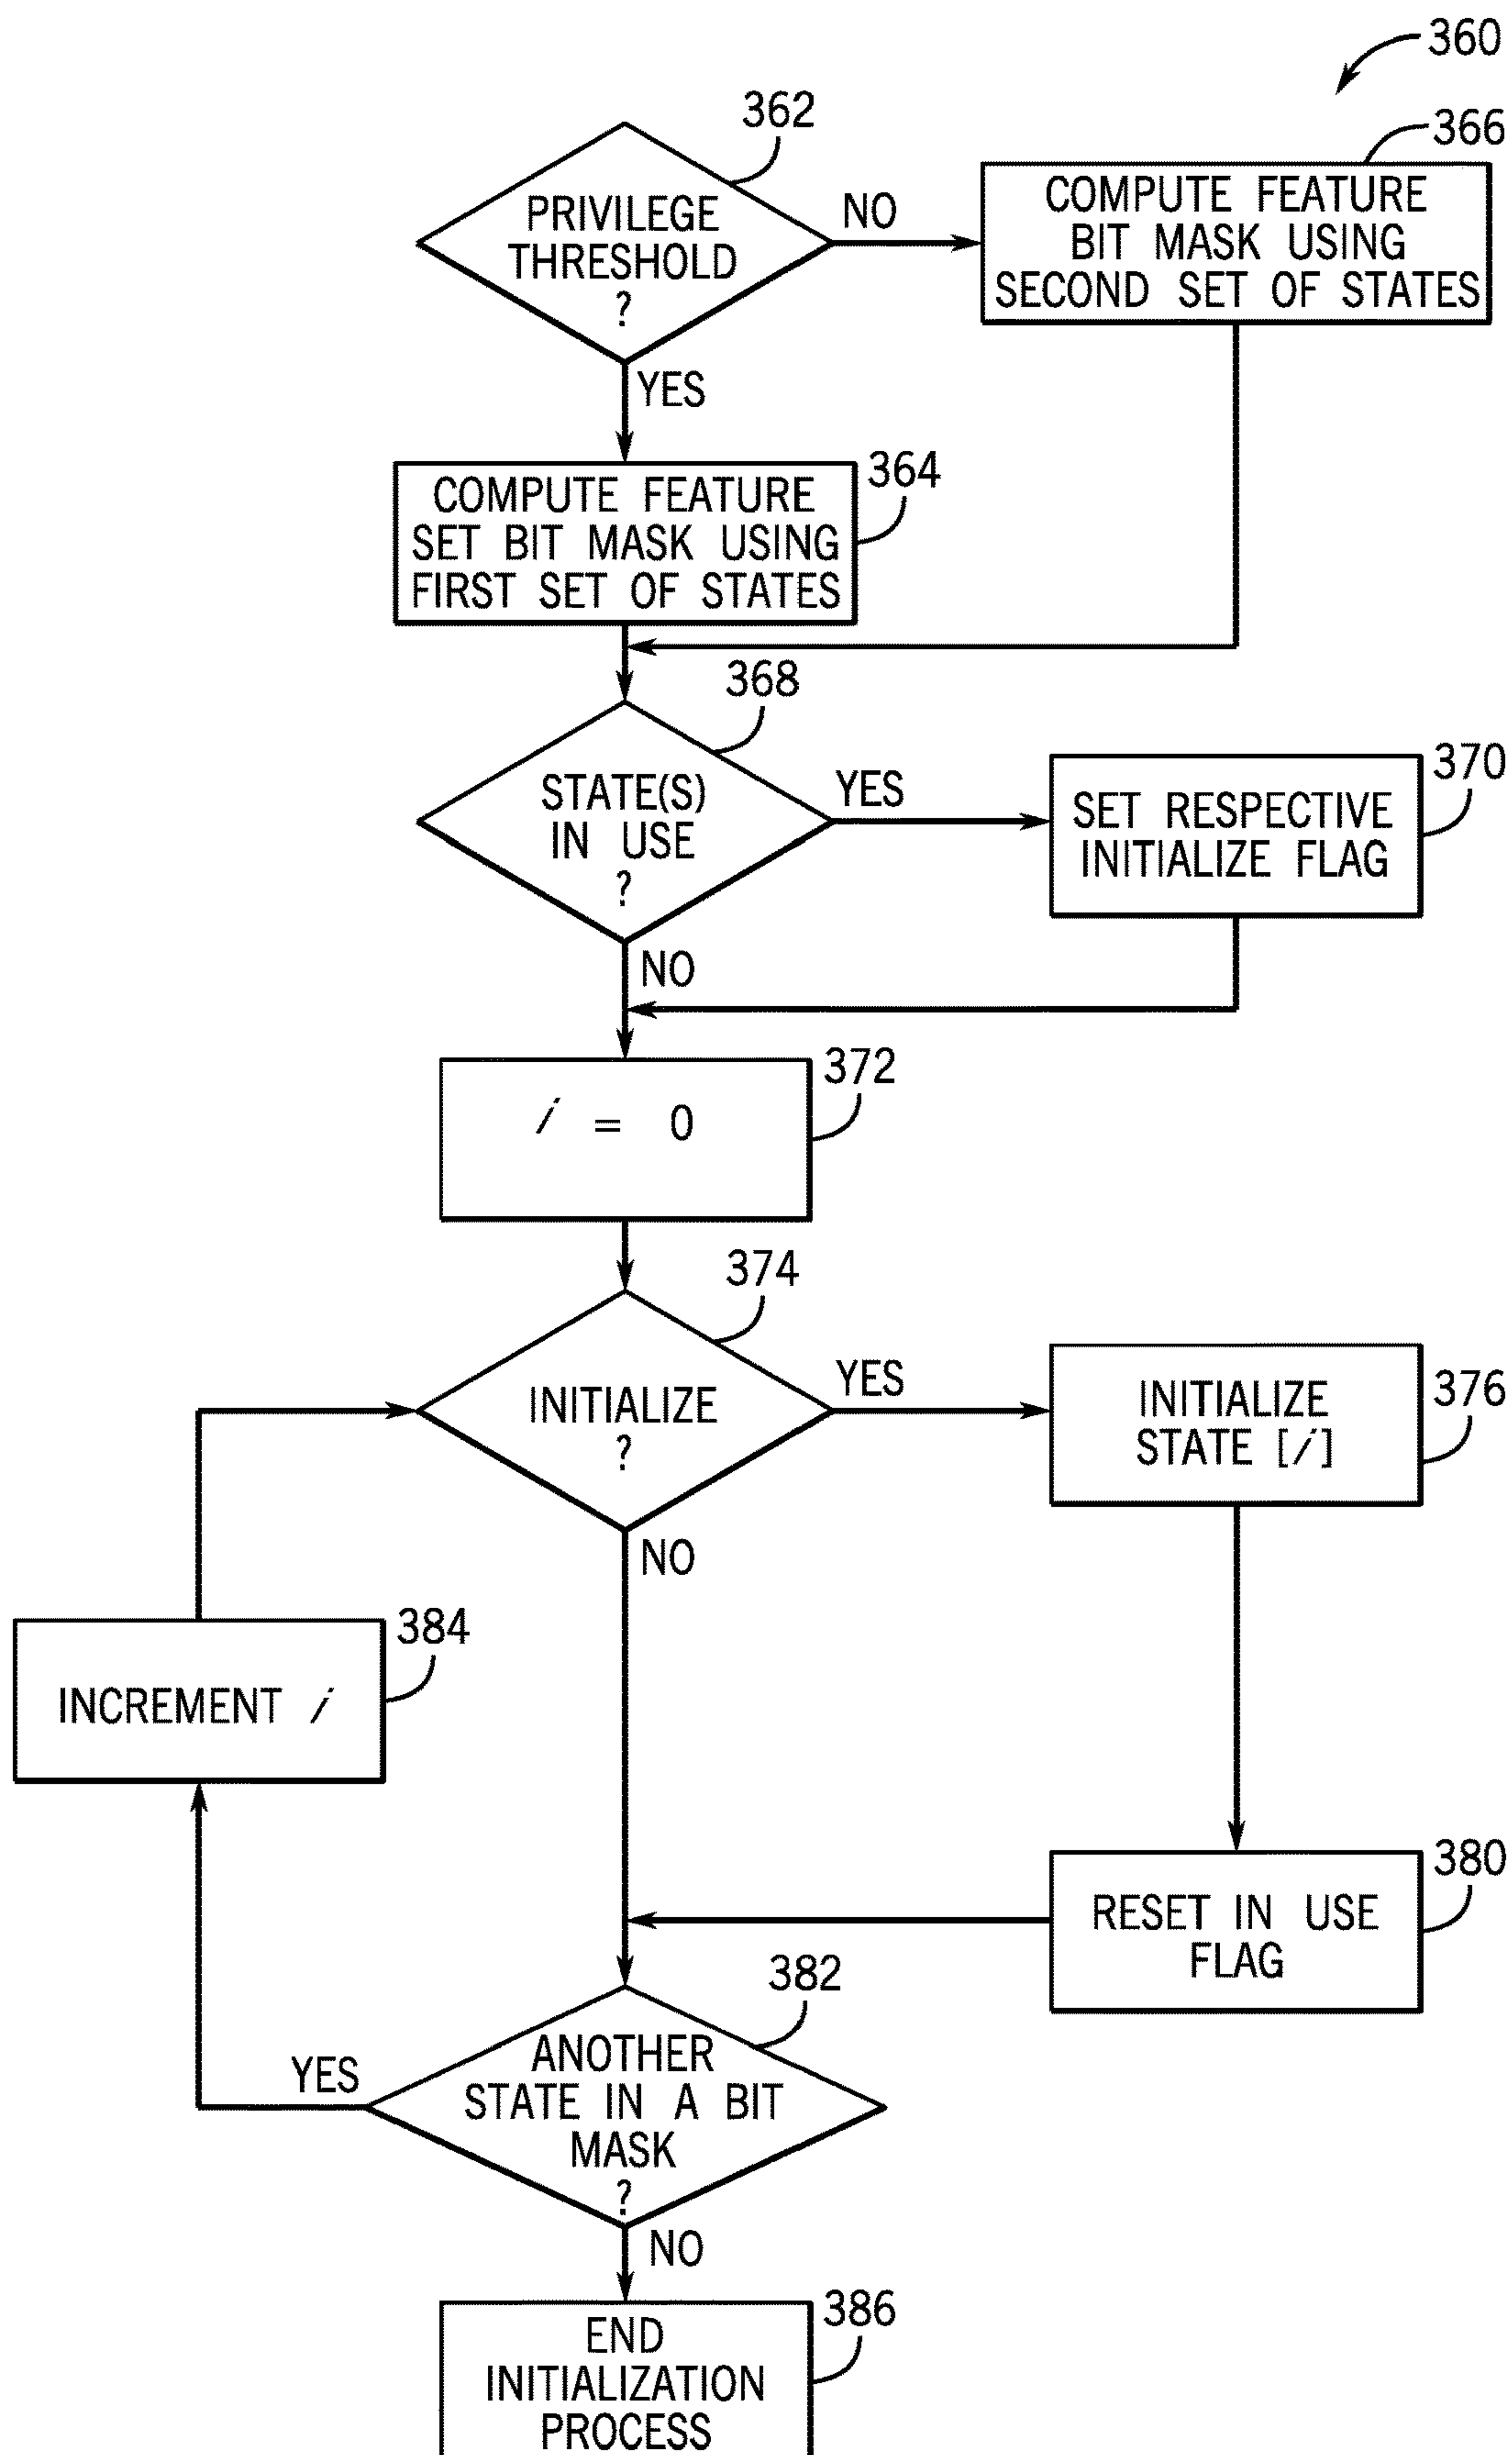 360
362
366
PRIVILEGE
THRESHOLD
?
NO
COMPUTE FEATURE
BIT MASK USING
SECOND SET OF STATES
YES
364
COMPUTE FEATURE
SET BIT MASK USING
FIRST SET OF STATES
368
STATE(S)
IN USE
?
YES
370
SET RESPECTIVE
INITIALIZE FLAG
NO
372
i = 0
374
INITIALIZE
?
YES
376
INITIALIZE
STATE [i]
NO
384
INCREMENT i
380
RESET IN USE
FLAG
382
ANOTHER
STATE IN A BIT
MASK
?
YES
NO
386
END
INITIALIZATION
PROCESS